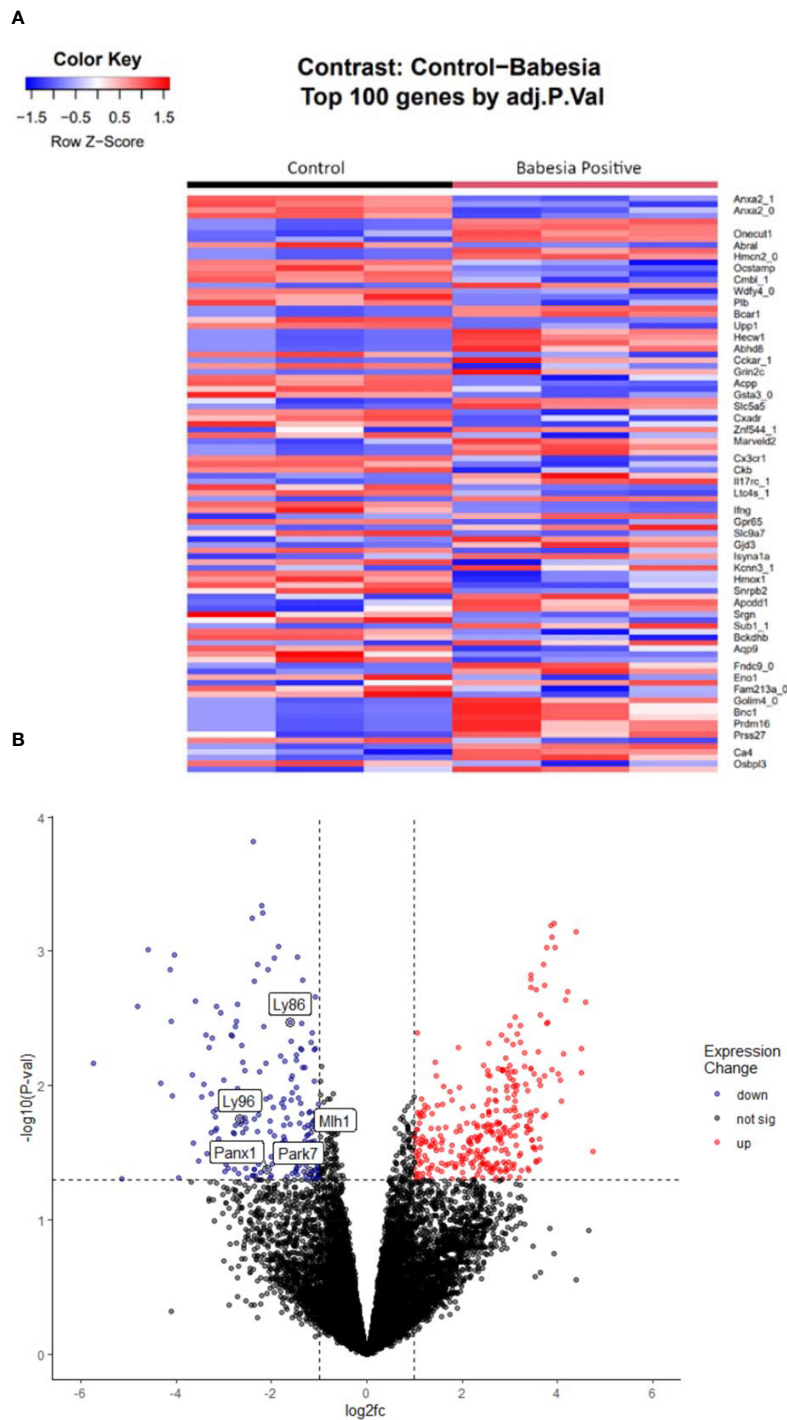 A
Color Key
−1.5 −0.5 0.5 1.5
Row Z−Score
Contrast: Control−Babesia
Top 100 genes by adj.P.Val
Control
Babesia Positive
Anxa2_1
Anxa2_0
Onecut1
Abral
Hmcn2_0
Ocstamp
Cmbl_1
Wdfy4_0
Plb
Bcar1
Upp1
Hecw1
Abhd8
Cckar_1
Grin2c
Acpp
Gsta3_0
Slc5a5
Cxadr
Znf544_1
Marveld2
Cx3cr1
Ckb
Il17rc_1
Ltc4s_1
Ifng
Gpr65
Slc9a7
Gjd3
Isyna1a
Kcnn3_1
Hmox1
Snrpb2
Apodd1
Srgn
Sub1_1
Bckdhb
Aqp9
Fndc9_0
Eno1
Fam213a_0
Golim4_0
Bnc1
Prdm16
Prss27
Ca4
Osbpl3
B
4
3
2
1
0
-log10(P-val)
Ly86
Ly96
Mlh1
Panx1
Park7
-6 -4 -2 0 2 4 6
log2fc
Expression
Change
down
not sig
up